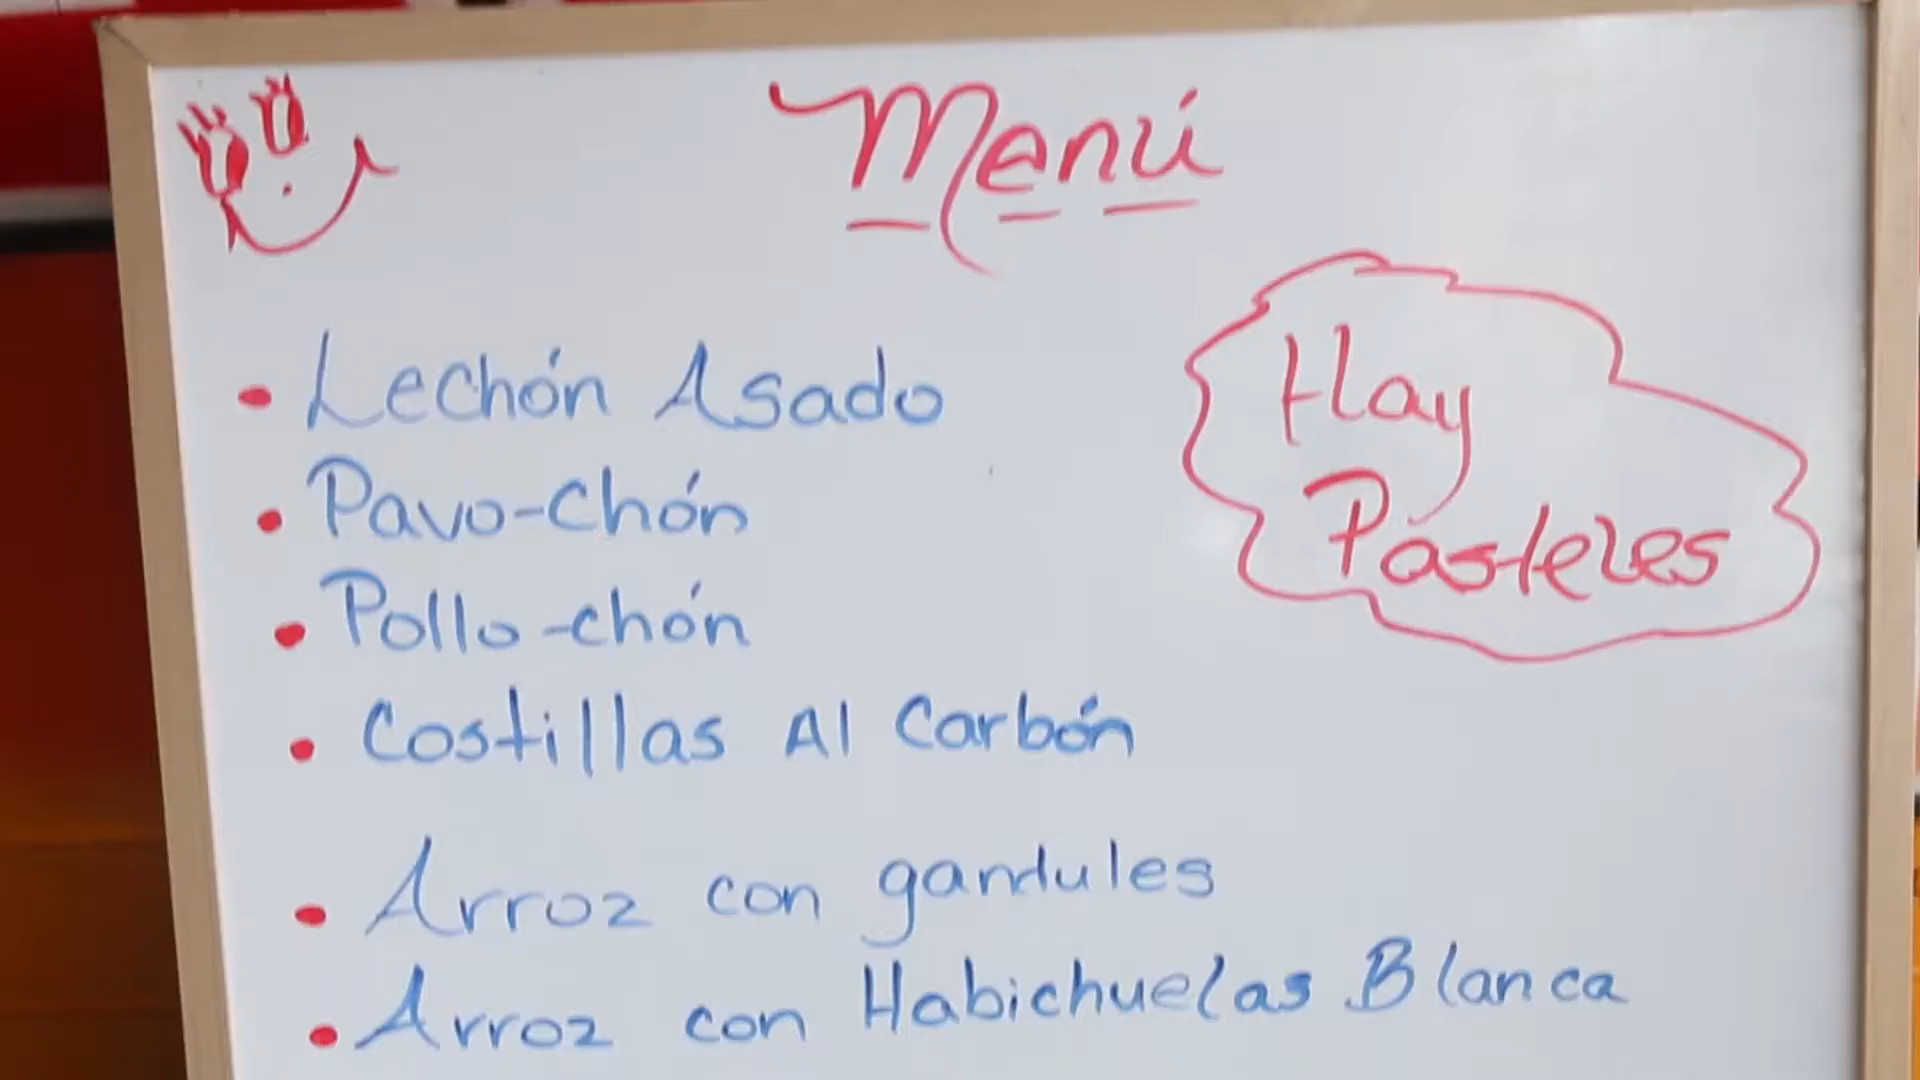 Menú
• Lechón Asado
• Pavo-Chón
• Pollo-chón
• Costillas Al Carbón
• Arroz con gandules
• Arroz con Habichuelas Blanca
Hay
Pasteles